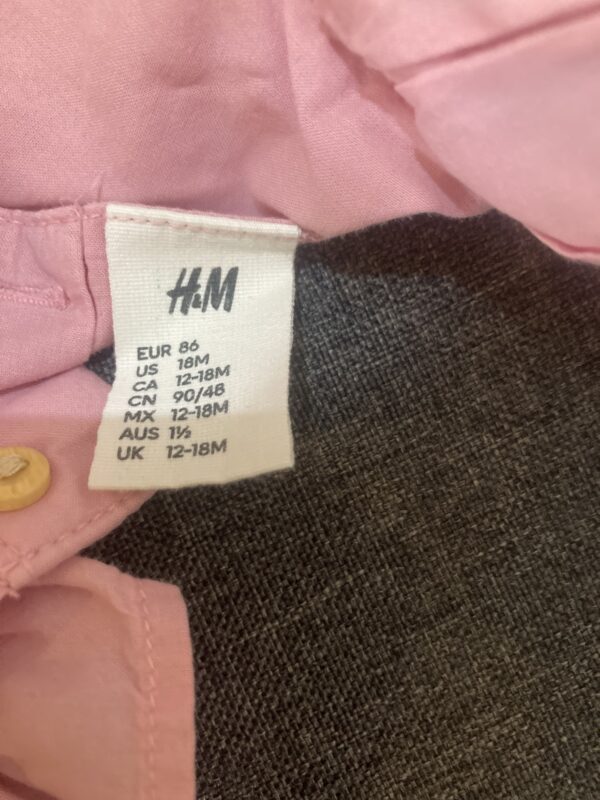 H&M
EUR 86
US 18M
CA 12-18M
CN 90/48
MX 12-18M
AUS 1½
UK 12-18M